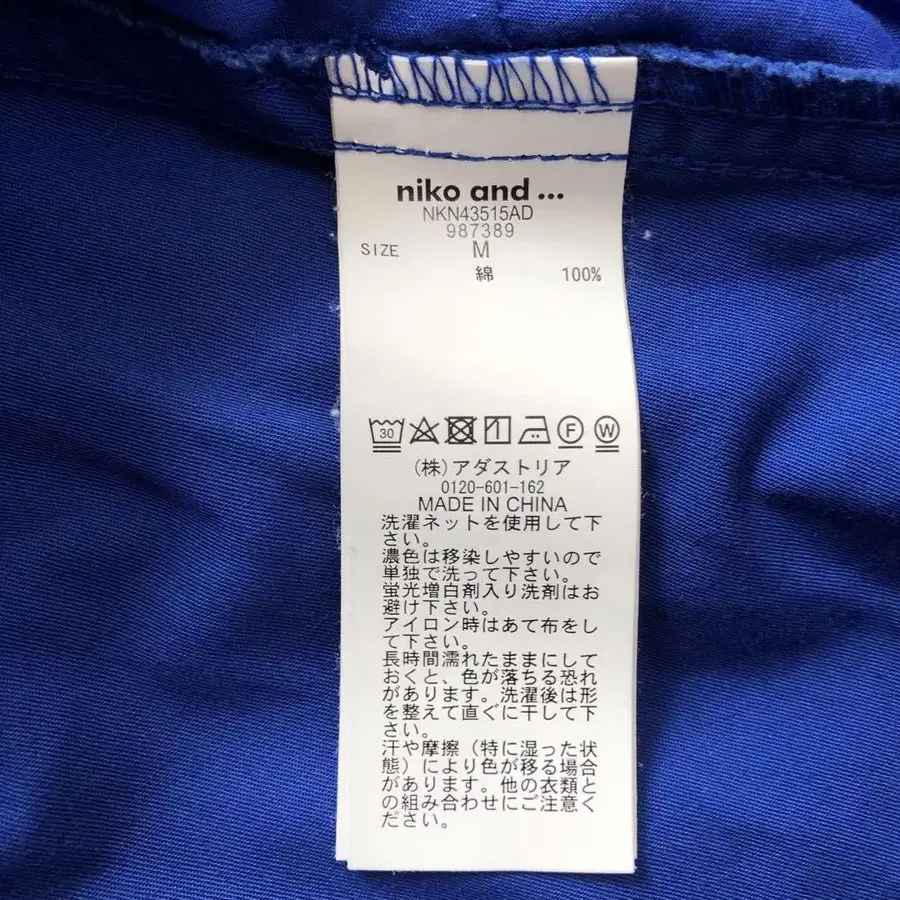 niko and ...
NKN43515AD
987389
SIZE M
綿 100%
30 F W
(株)アダストリア
0120-601-162
MADE IN CHINA
洗濯ネットを使用して下
さい。
濃色は移染しやすいので
単独で洗って下さい。
蛍光増白剤入り洗剤はお
避け下さい。
アイロン時はあて布をし
て下さい。
長時間濡れたままにして
おくと、色が落ちる恐れ
があります。洗濯後は形
を整えて直ぐに干して下
さい。
汗や摩擦(特に湿った状
態)により色が移る場合
があります。他の衣類と
の組み合わせにご注意く
ださい。